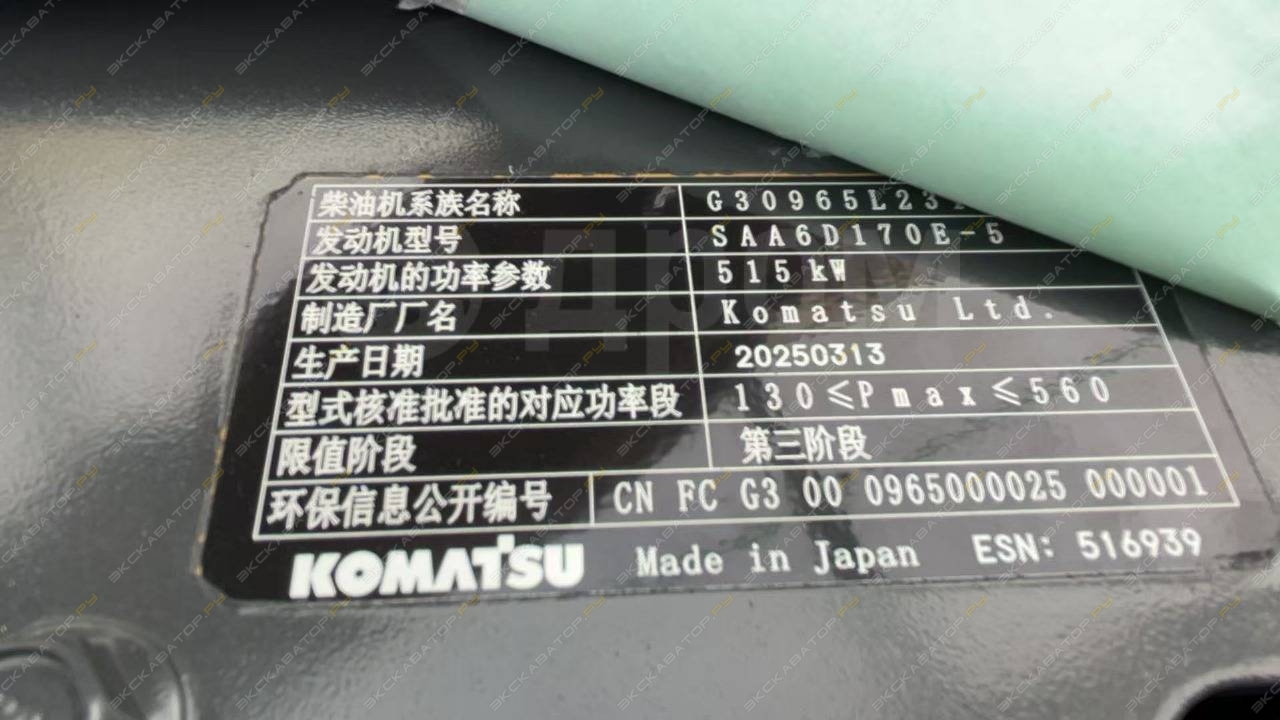 柴油机系族名称 G30965L23
发动机型号 SAA6D170E-5
发动机的功率参数 515kW
制造厂厂名 Komatsu Ltd.
生产日期 20250313
型式核准批准的对应功率段 130≤Pmax≤560
限值阶段 第三阶段
环保信息公开编号 CN FC G3 00 0965000025 000001
KOMATSU Made in Japan ESN: 516939
ЭКСКАВАТОР.РУ